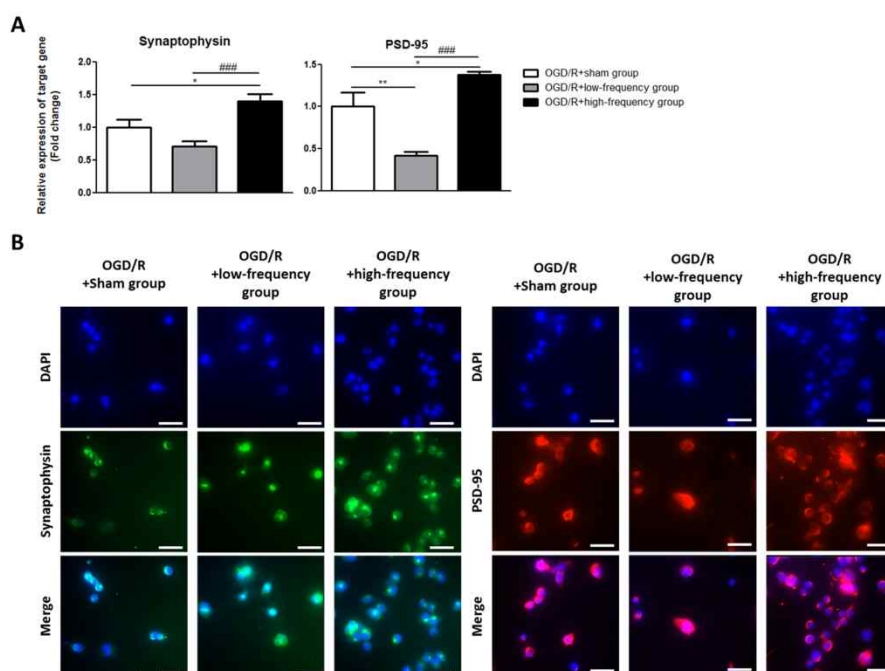 A
Synaptophysin
PSD-95
Relative expression of target gene
(Fold change)
2.0
1.5
1.0
0.5
0.0
*
###
1.5
1.0
0.5
0.0
**
*
###
OGD/R+sham group
OGD/R+low-frequency group
OGD/R+high-frequency group
B
OGD/R
+Sham group
OGD/R
+low-frequency
group
OGD/R
+high-frequency
group
OGD/R
+Sham group
OGD/R
+low-frequency
group
OGD/R
+high-frequency
group
DAPI
Synaptophysin
Merge
DAPI
PSD-95
Merge